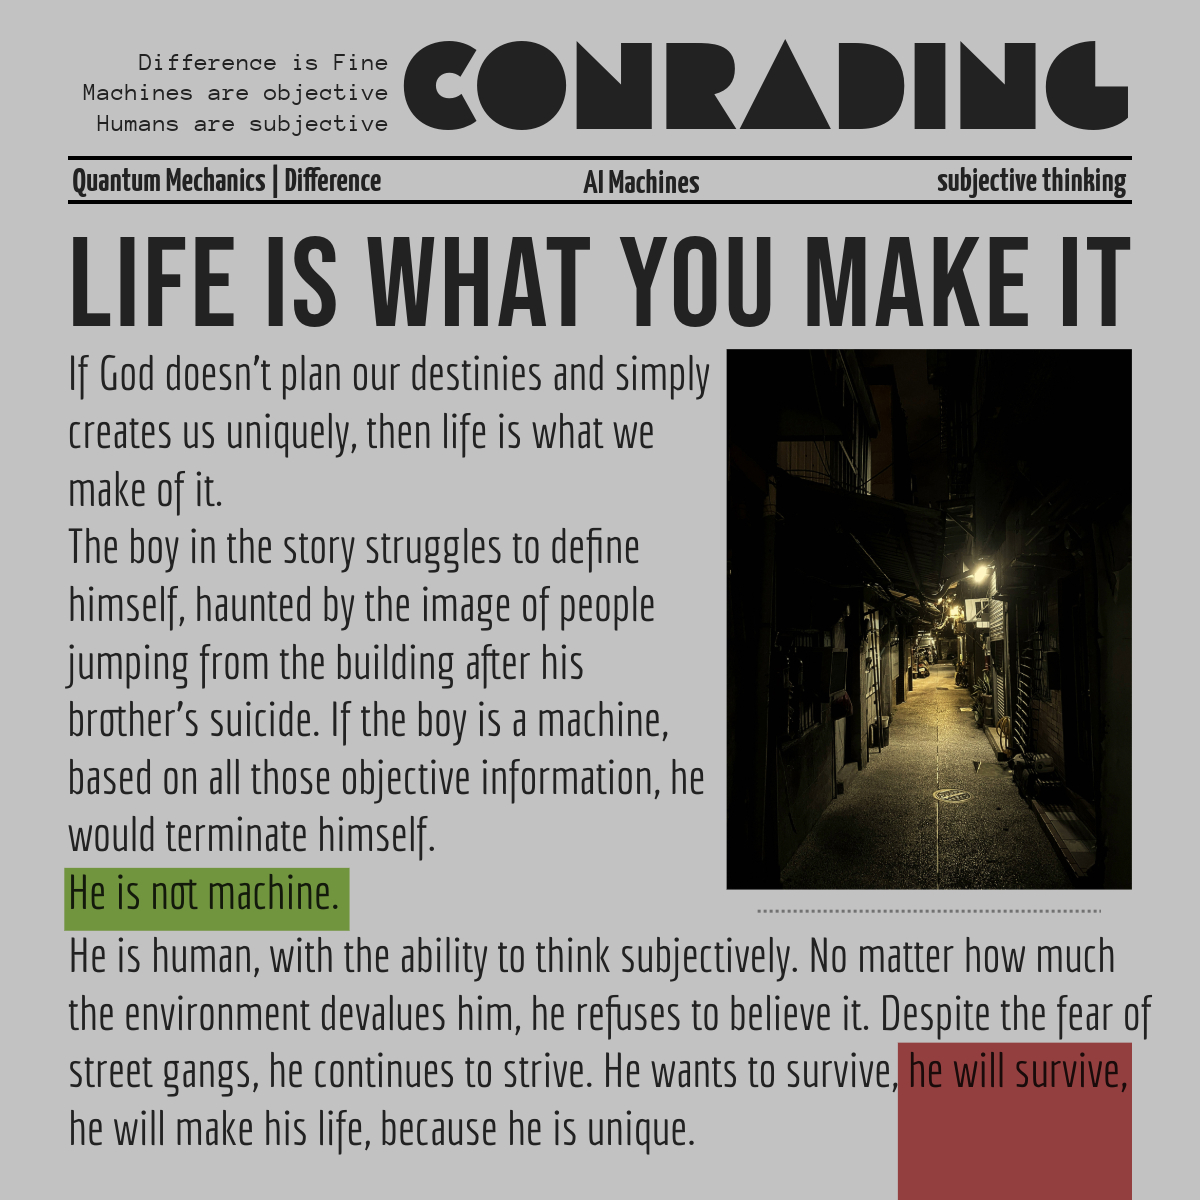 Difference is Fine
Machines are objective
Humans are subjective
CONRADING
Quantum Mechanics | Difference
AI Machines
subjective thinking
LIFE IS WHAT YOU MAKE IT
If God doesn't plan our destinies and simply
creates us uniquely, then life is what we
make of it.
The boy in the story struggles to define
himself, haunted by the image of people
jumping from the building after his
brother's suicide. If the boy is a machine,
based on all those objective information, he
would terminate himself.
He is not machine.
He is human, with the ability to think subjectively. No matter how much
the environment devalues him, he refuses to believe it. Despite the fear of
street gangs, he continues to strive. He wants to survive, he will survive,
he will make his life, because he is unique.